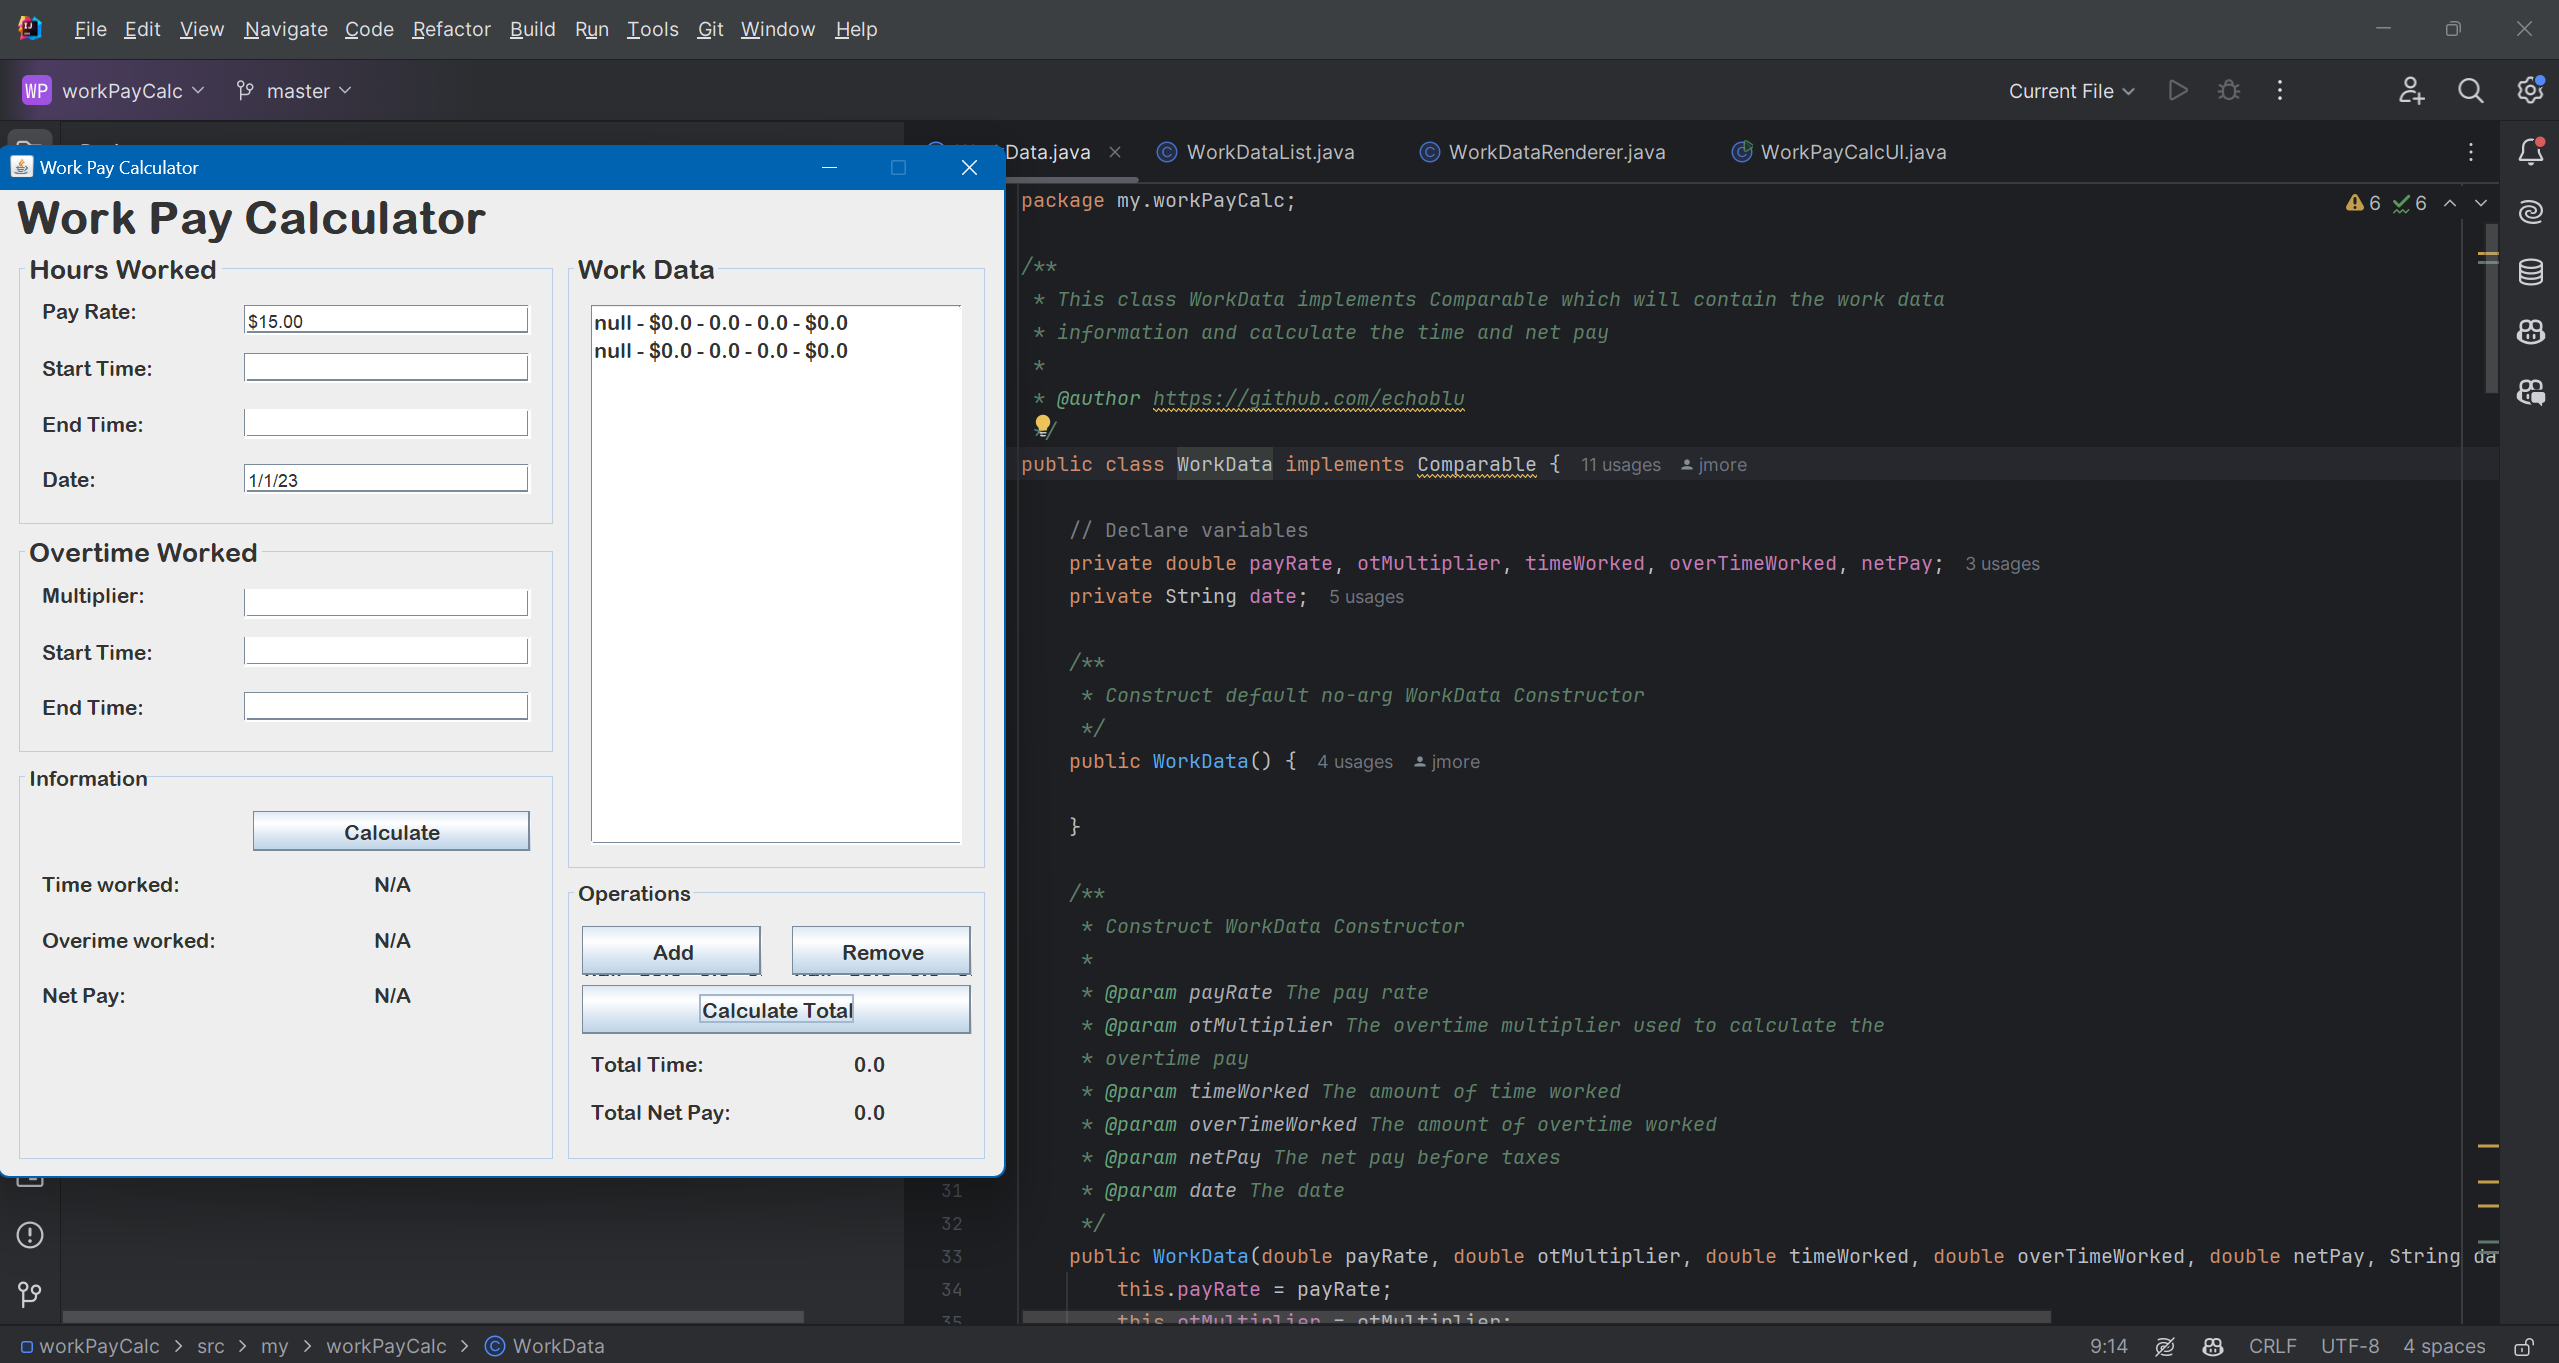 File Edit View Navigate Code Refactor Build Run Tools Git Window Help
WP workPayCalc master Current File
Work Pay Calculator
Data.java WorkDataList.java WorkDataRenderer.java WorkPayCalcUI.java
Work Pay Calculator
Hours Worked
Pay Rate: $15.00
Start Time:
End Time:
Date: 1/1/23
Overtime Worked
Multiplier:
Start Time:
End Time:
Information
Calculate
Time worked: N/A
Overime worked: N/A
Net Pay: N/A
Work Data
null - $0.0 - 0.0 - 0.0 - $0.0
null - $0.0 - 0.0 - 0.0 - $0.0
Operations
Add Remove
Calculate Total
Total Time: 0.0
Total Net Pay: 0.0
package my.workPayCalc;
6 6
/**
* This class WorkData implements Comparable which will contain the work data
* information and calculate the time and net pay
*
* @author https://github.com/echoblu
*/
public class WorkData implements Comparable { 11 usages jmore
// Declare variables
private double payRate, otMultiplier, timeWorked, overTimeWorked, netPay; 3 usages
private String date; 5 usages
/**
* Construct default no-arg WorkData Constructor
*/
public WorkData() { 4 usages jmore
}
/**
* Construct WorkData Constructor
*
* @param payRate The pay rate
* @param otMultiplier The overtime multiplier used to calculate the
* overtime pay
* @param timeWorked The amount of time worked
* @param overTimeWorked The amount of overtime worked
* @param netPay The net pay before taxes
31 * @param date The date
32 */
33 public WorkData(double payRate, double otMultiplier, double timeWorked, double overTimeWorked, double netPay, String da
34 this.payRate = payRate;
35 this.otMultiplier = otMultiplier;
workPayCalc > src > my > workPayCalc > WorkData
9:14 CRLF UTF-8 4 spaces